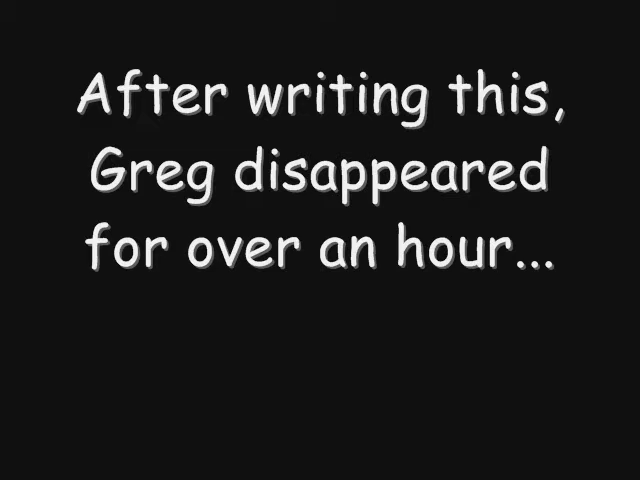 After writing this,
Greg disappeared
for over an hour...